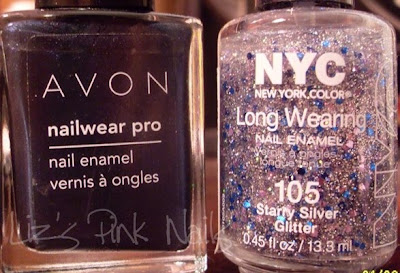 AVON
nailwear pro
nail enamel
vernis à ongles
NYC
NEW YORK COLOR®
Long Wearing
NAIL ENAMEL
105
Starry Silver
Glitter
0.45 fl oz / 13.3 ml
Liz's Pink Nails